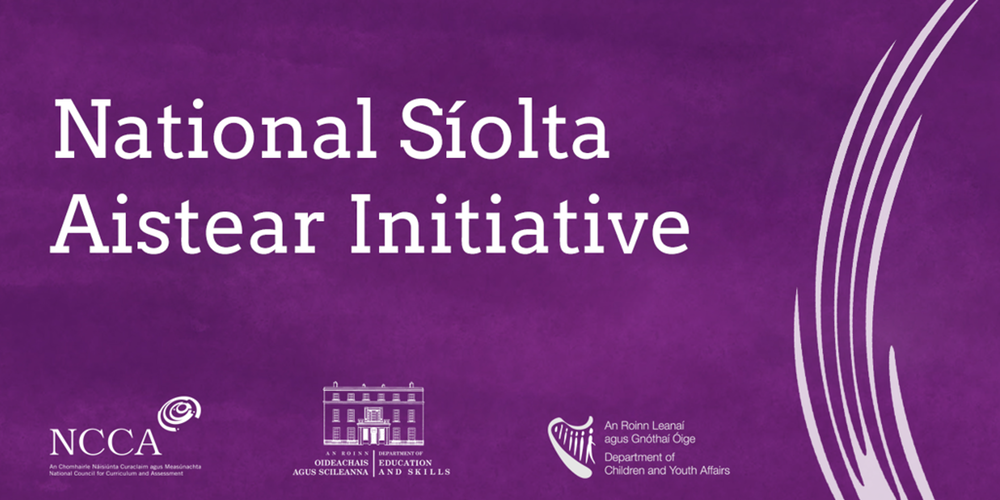 National Síolta
Aistear Initiative
NCCA
An Chomhairle Náisiúnta Curaclaim agus Measúnachta
National Council for Curriculum and Assessment
AN ROINN
OIDEACHAIS
AGUS SCILEANNA
DEPARTMENT OF
EDUCATION
AND SKILLS
An Roinn Leanaí
agus Gnóthaí Óige
Department of
Children and Youth Affairs